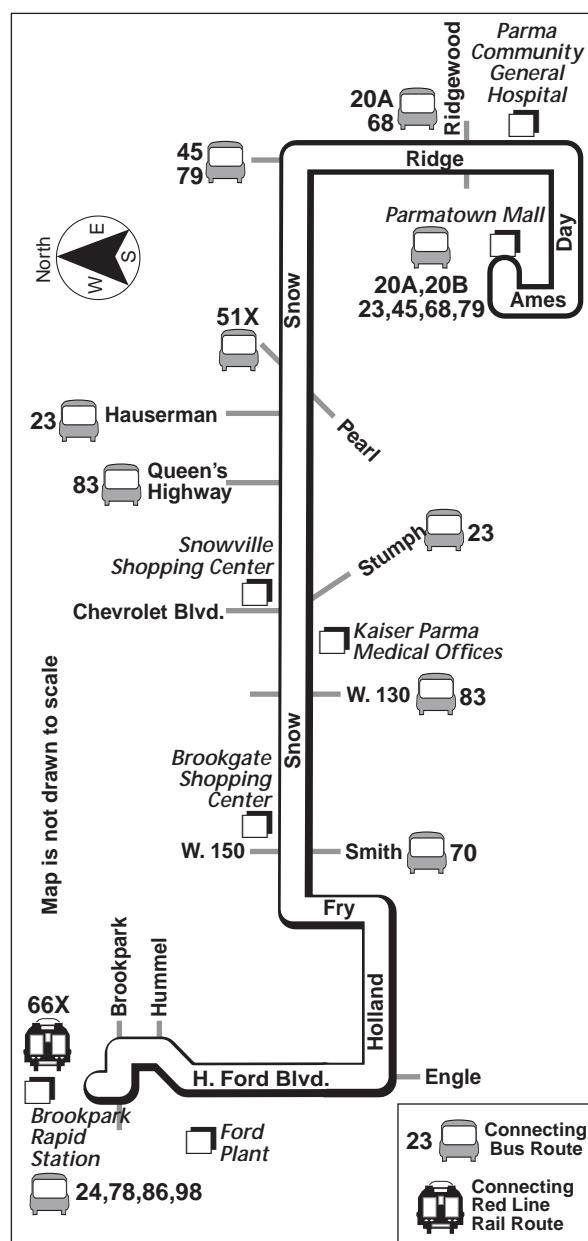 Parma
Community
General
Hospital
Ridgewood
20A
68
45
79
Ridge
North
E
S
W
Parmatown Mall
Day
20A,20B
23,45,68,79
Ames
Snow
51X
23
Hauserman
Pearl
83
Queen's
Highway
Stumph
23
Snowville
Shopping Center
Chevrolet Blvd.
Kaiser Parma
Medical Offices
Map is not drawn to scale
W. 130
83
Snow
Brookgate
Shopping
Center
W. 150
Smith
70
Fry
Holland
Brookpark
Hummel
66X
H. Ford Blvd.
Engle
Brookpark
Rapid
Station
Ford
Plant
24,78,86,98
23
Connecting
Bus Route
Connecting
Red Line
Rail Route